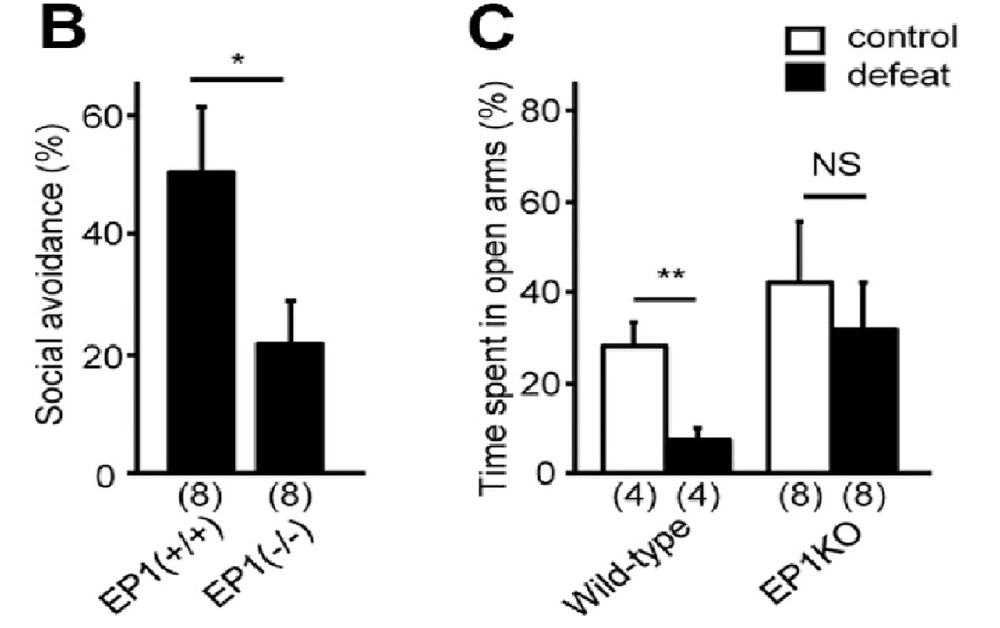 B
*
Social avoidance (%)
60
40
20
0
(8) (8)
EP1(+/+)
EP1(-/-)
C
control
defeat
Time spent in open arms (%)
80
60
40
20
0
**
NS
(4) (4) (8) (8)
Wild-type
EP1KO